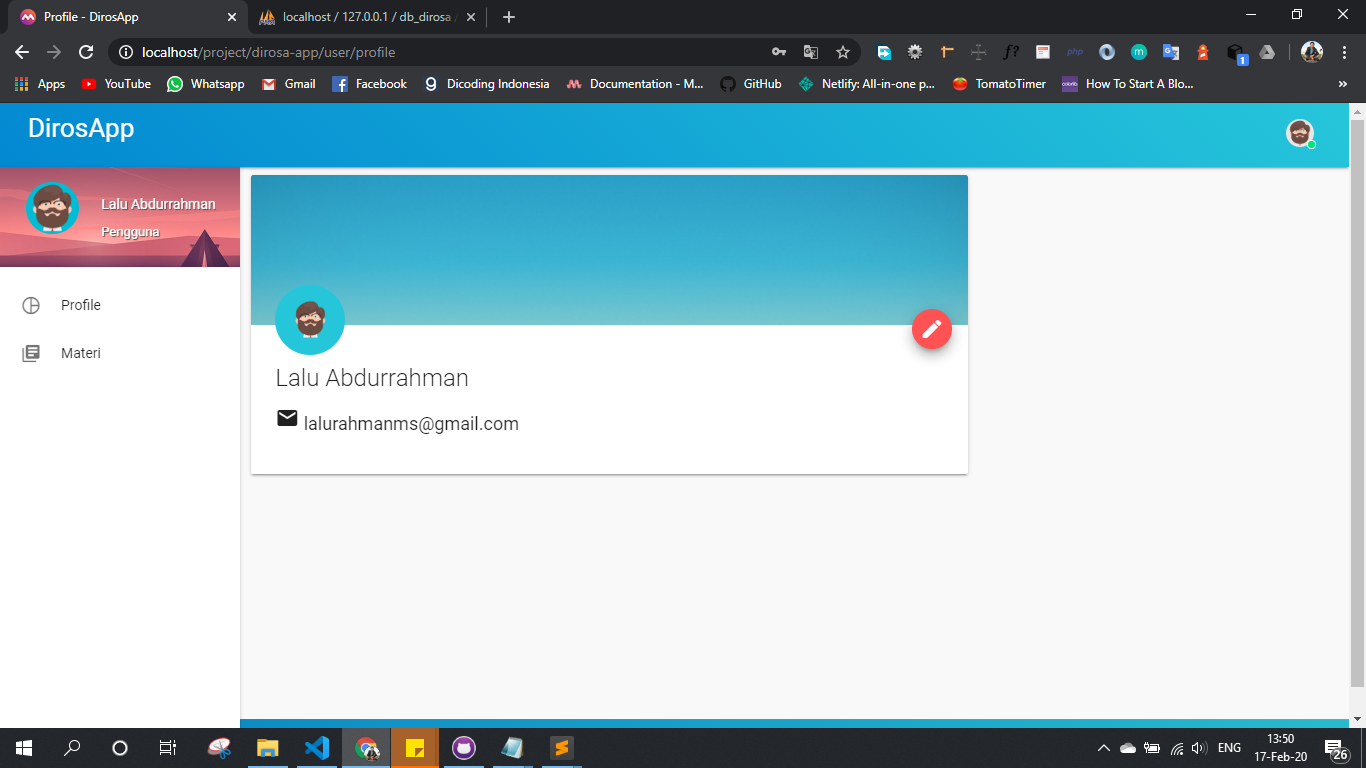 Profile - DirosApp
localhost / 127.0.0.1 / db_dirosa
localhost/project/dirosa-app/user/profile
f?
php
m
1
Apps
YouTube
Whatsapp
Gmail
Facebook
Dicoding Indonesia
Documentation - M...
GitHub
Netlify: All-in-one p...
TomatoTimer
How To Start A Blo...
»
DirosApp
Lalu Abdurrahman
Pengguna
Profile
Materi
Lalu Abdurrahman
lalurahmanms@gmail.com
ENG
13:50
17-Feb-20
26